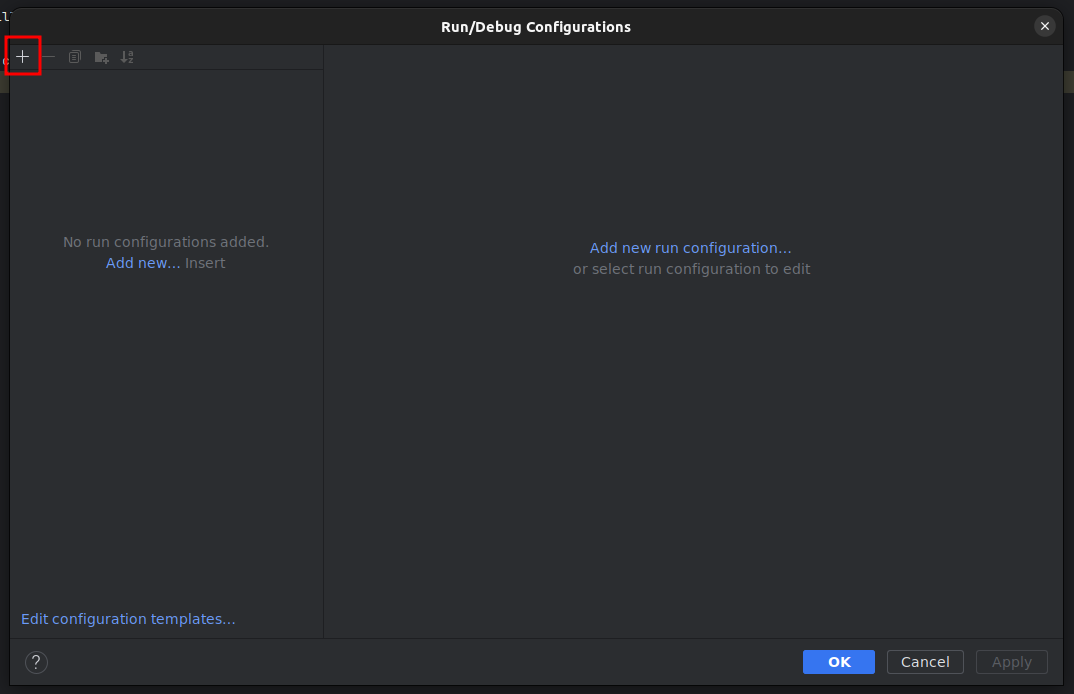 Run/Debug Configurations
No run configurations added.
Add new... Insert
Add new run configuration...
or select run configuration to edit
Edit configuration templates...
?
OK
Cancel
Apply